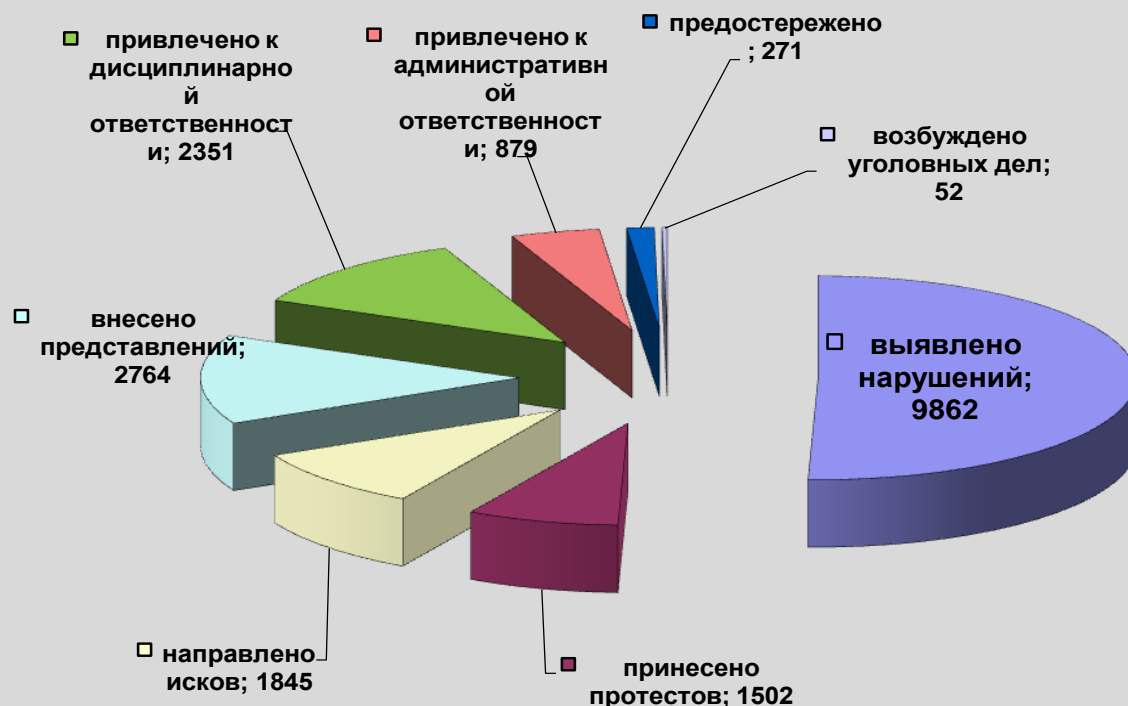 привлечено к
дисциплинарно
й
ответственност
и; 2351
привлечено к
административн
ой
ответственност
и; 879
предостережено
; 271
возбуждено
уголовных дел;
52
внесено
представлений;
2764
выявлено
нарушений;
9862
направлено
исков; 1845
принесено
протестов; 1502